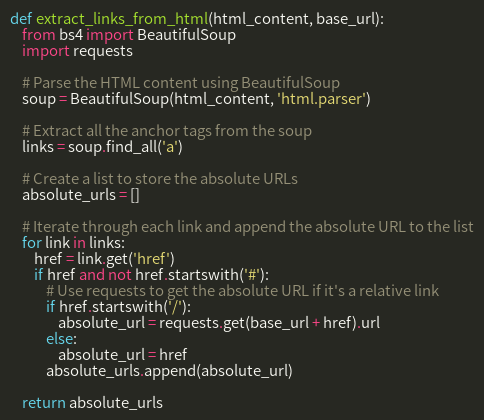 def extract_links_from_html(html_content, base_url):
    from bs4 import BeautifulSoup
    import requests

    # Parse the HTML content using BeautifulSoup
    soup = BeautifulSoup(html_content, 'html.parser')

    # Extract all the anchor tags from the soup
    links = soup.find_all('a')

    # Create a list to store the absolute URLs
    absolute_urls = []

    # Iterate through each link and append the absolute URL to the list
    for link in links:
        href = link.get('href')
        if href and not href.startswith('#'):
            # Use requests to get the absolute URL if it's a relative link
            if href.startswith('/'):
                absolute_url = requests.get(base_url + href).url
            else:
                absolute_url = href
            absolute_urls.append(absolute_url)

    return absolute_urls